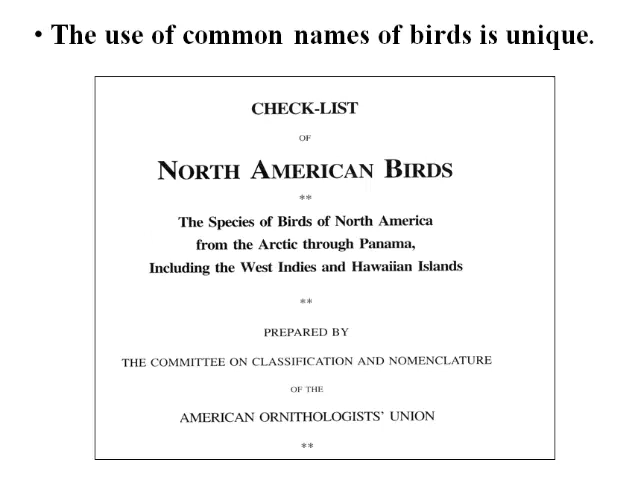 • The use of common names of birds is unique.
CHECK-LIST
OF
NORTH AMERICAN BIRDS
**
The Species of Birds of North America
from the Arctic through Panama,
Including the West Indies and Hawaiian Islands
**
PREPARED BY
THE COMMITTEE ON CLASSIFICATION AND NOMENCLATURE
OF THE
AMERICAN ORNITHOLOGISTS' UNION
**